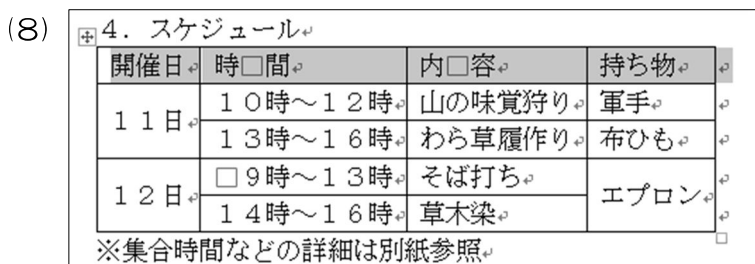 (8)
4．スケジュール
開催日 時□間 内□容 持ち物
11日 10時～12時 山の味覚狩り 軍手
13時～16時 わら草履作り 布ひも
12日 □9時～13時 そば打ち エプロン
14時～16時 草木染
※集合時間などの詳細は別紙参照